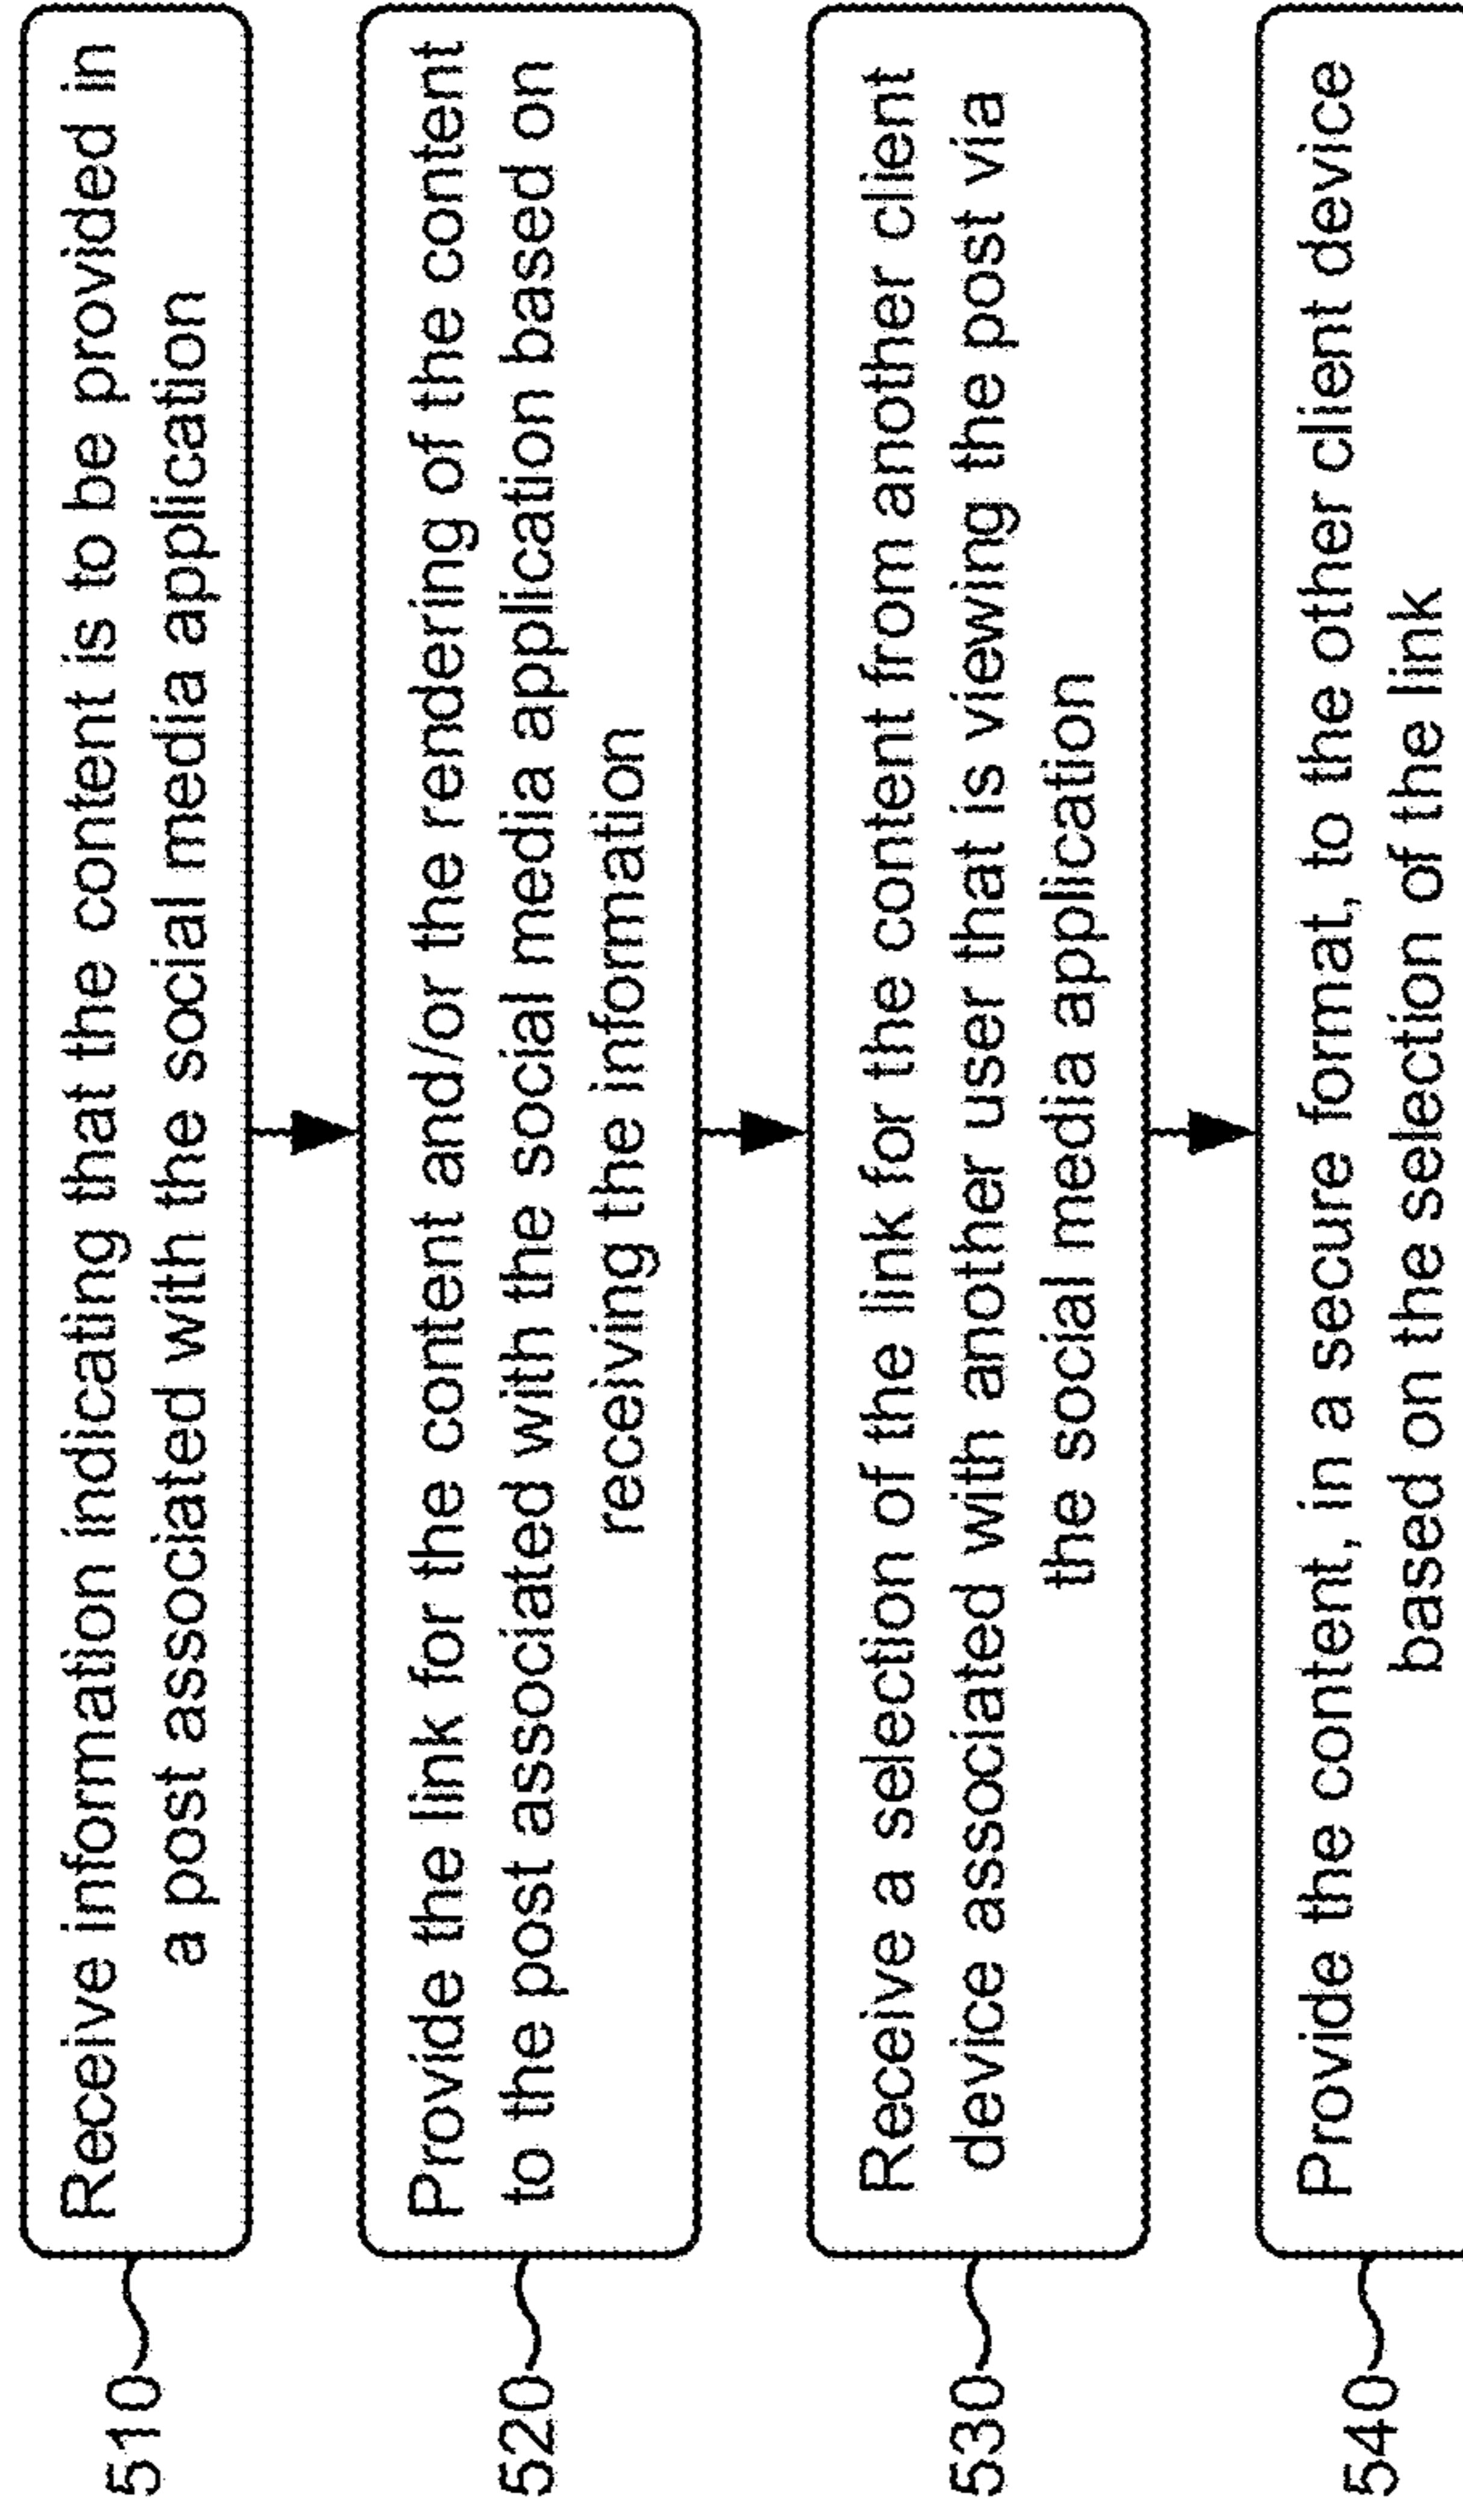 510
Receive information indicating that the content is to be provided in
a post associated with the social media application
520
Provide the link for the content and/or the rendering of the content
to the post associated with the social media application based on
receiving the information
530
Receive a selection of the link for the content from another client
device associated with another user that is viewing the post via
the social media application
540
Provide the content, in a secure format, to the other client device
based on the selection of the link